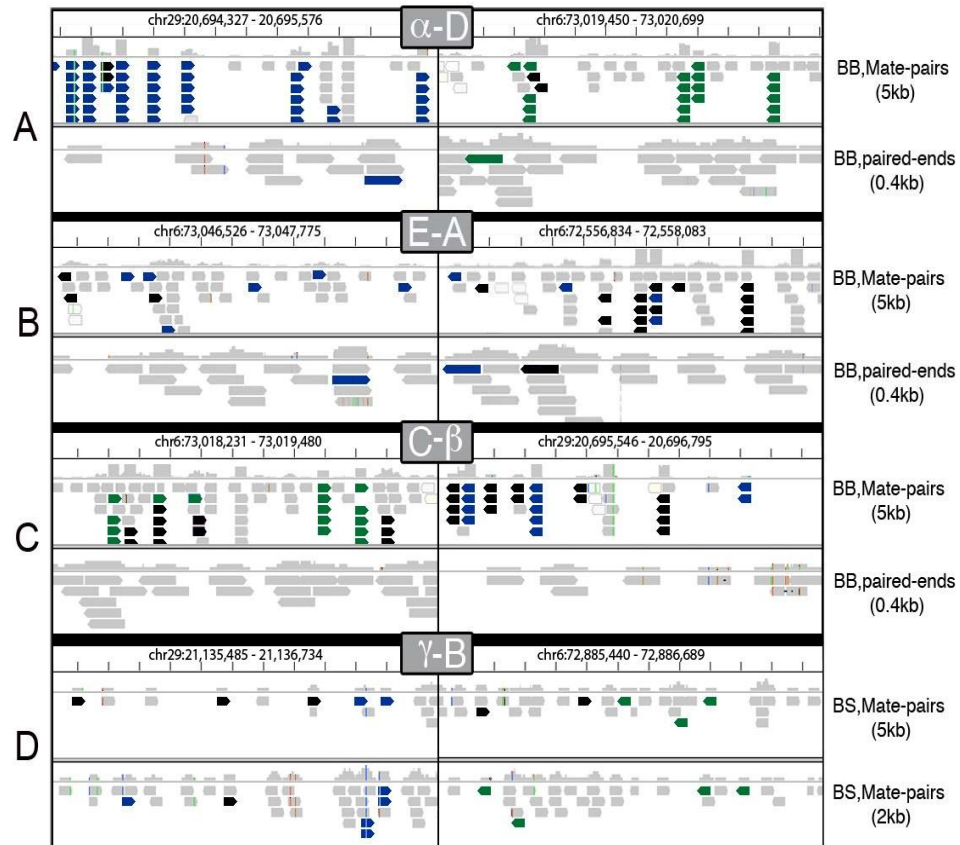 α-D
chr29:20,694,327 - 20,695,576
chr6:73,019,450 - 73,020,699
A
BB,Mate-pairs
(5kb)
BB,paired-ends
(0.4kb)
E-A
chr6:73,046,526 - 73,047,775
chr6:72,556,834 - 72,558,083
B
BB,Mate-pairs
(5kb)
BB,paired-ends
(0.4kb)
C-β
chr6:73,018,231 - 73,019,480
chr29:20,695,546 - 20,696,795
C
BB,Mate-pairs
(5kb)
BB,paired-ends
(0.4kb)
γ-B
chr29:21,135,485 - 21,136,734
chr6:72,885,440 - 72,886,689
D
BS,Mate-pairs
(5kb)
BS,Mate-pairs
(2kb)